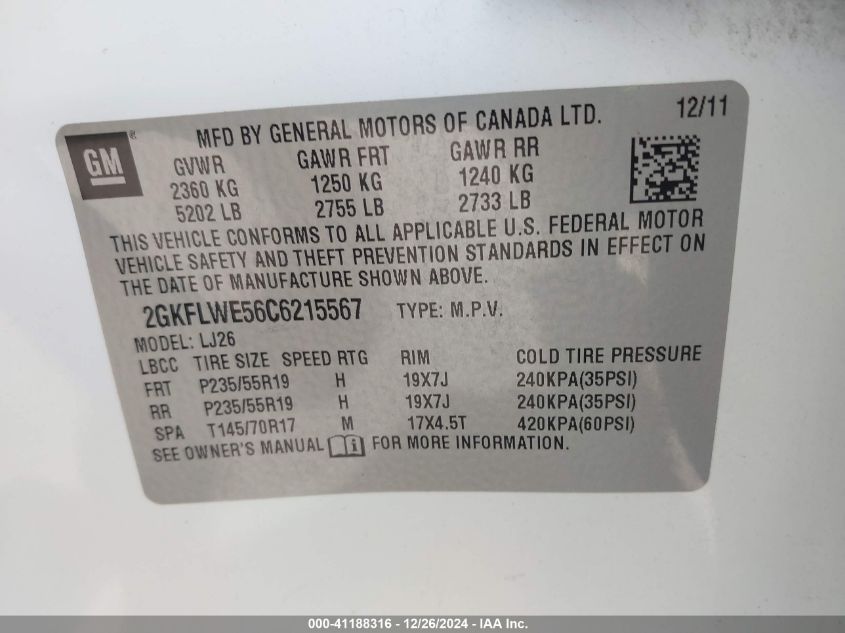 GM®
MFD BY GENERAL MOTORS OF CANADA LTD. 12/11
GVWR GAWR FRT GAWR RR
2360 KG 1250 KG 1240 KG
5202 LB 2755 LB 2733 LB
THIS VEHICLE CONFORMS TO ALL APPLICABLE U.S. FEDERAL MOTOR
VEHICLE SAFETY AND THEFT PREVENTION STANDARDS IN EFFECT ON
THE DATE OF MANUFACTURE SHOWN ABOVE.
2GKFLWE56C6215567 TYPE: M.P.V.
MODEL: LJ26
LBCC TIRE SIZE SPEED RTG RIM COLD TIRE PRESSURE
FRT P235/55R19 H 19X7J 240KPA(35PSI)
RR P235/55R19 H 19X7J 240KPA(35PSI)
SPA T145/70R17 M 17X4.5T 420KPA(60PSI)
SEE OWNER'S MANUAL i FOR MORE INFORMATION.
000-41188316 - 12/26/2024 - IAA Inc.